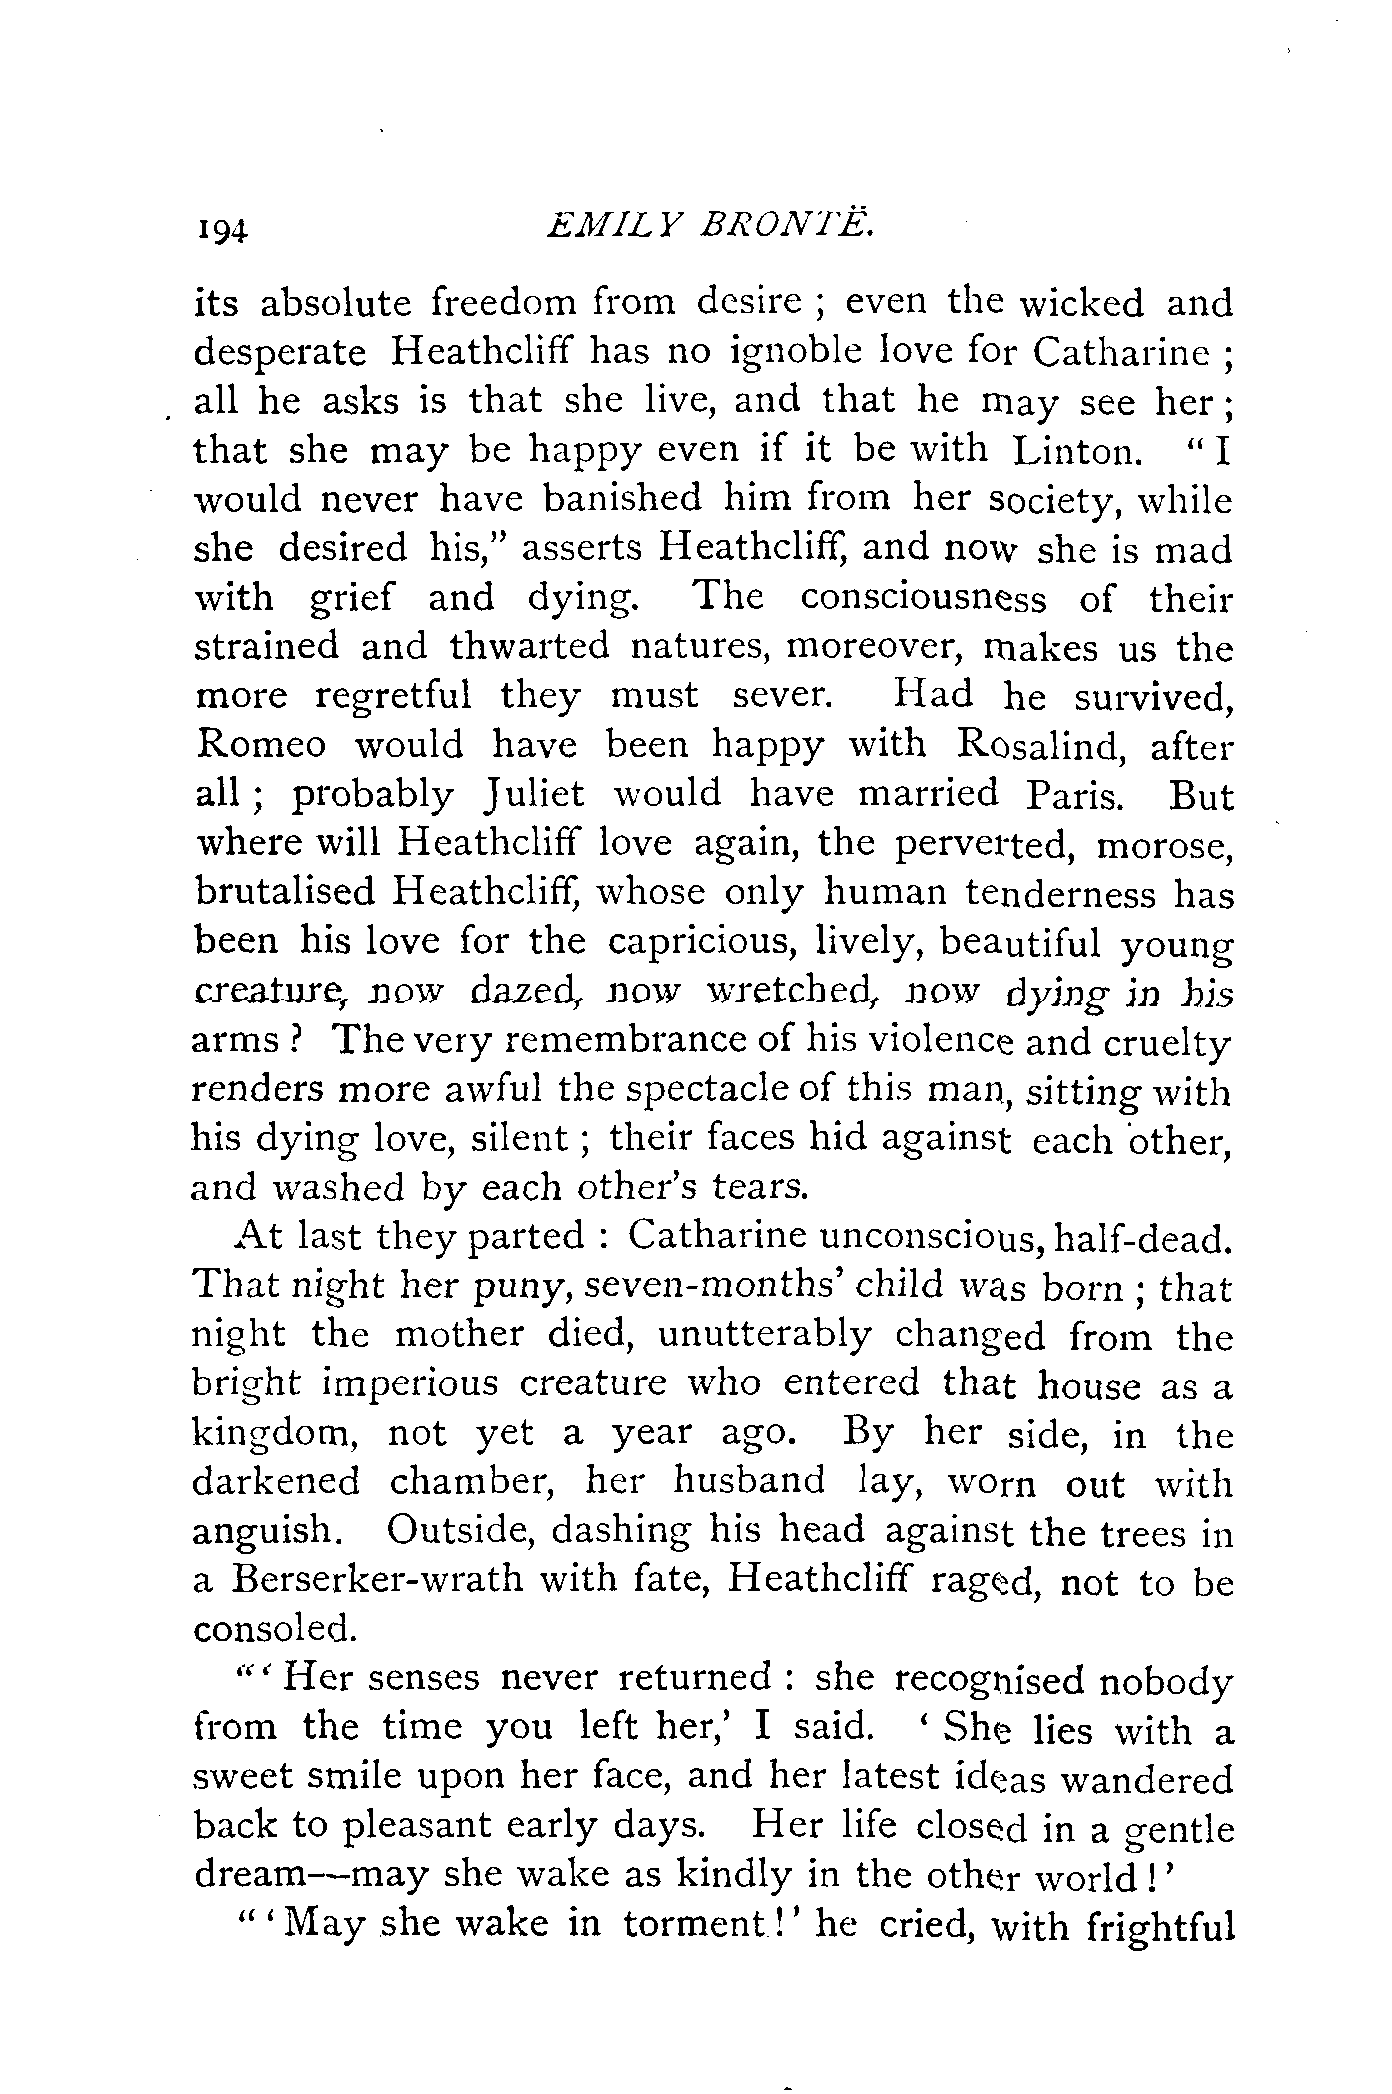 194 EMILY BRONTË.
its absolute freedom from desire ; even the wicked and
desperate Heathcliff has no ignoble love for Catharine ;
all he asks is that she live, and that he may see her ;
that she may be happy even if it be with Linton. " I
would never have banished him from her society, while
she desired his," asserts Heathcliff, and now she is mad
with grief and dying. The consciousness of their
strained and thwarted natures, moreover, makes us the
more regretful they must sever. Had he survived,
Romeo would have been happy with Rosalind, after
all ; probably Juliet would have married Paris. But
where will Heathcliff love again, the perverted, morose,
brutalised Heathcliff, whose only human tenderness has
been his love for the capricious, lively, beautiful young
creature, now dazed, now wretched, now dying in his
arms ? The very remembrance of his violence and cruelty
renders more awful the spectacle of this man, sitting with
his dying love, silent ; their faces hid against each other,
and washed by each other's tears.
At last they parted : Catharine unconscious, half-dead.
That night her puny, seven-months' child was born ; that
night the mother died, unutterably changed from the
bright imperious creature who entered that house as a
kingdom, not yet a year ago. By her side, in the
darkened chamber, her husband lay, worn out with
anguish. Outside, dashing his head against the trees in
a Berserker-wrath with fate, Heathcliff raged, not to be
consoled.
"' Her senses never returned : she recognised nobody
from the time you left her,' I said. ' She lies with a
sweet smile upon her face, and her latest ideas wandered
back to pleasant early days. Her life closed in a gentle
dream—may she wake as kindly in the other world ! '
" ' May she wake in torment ! ' he cried, with frightful